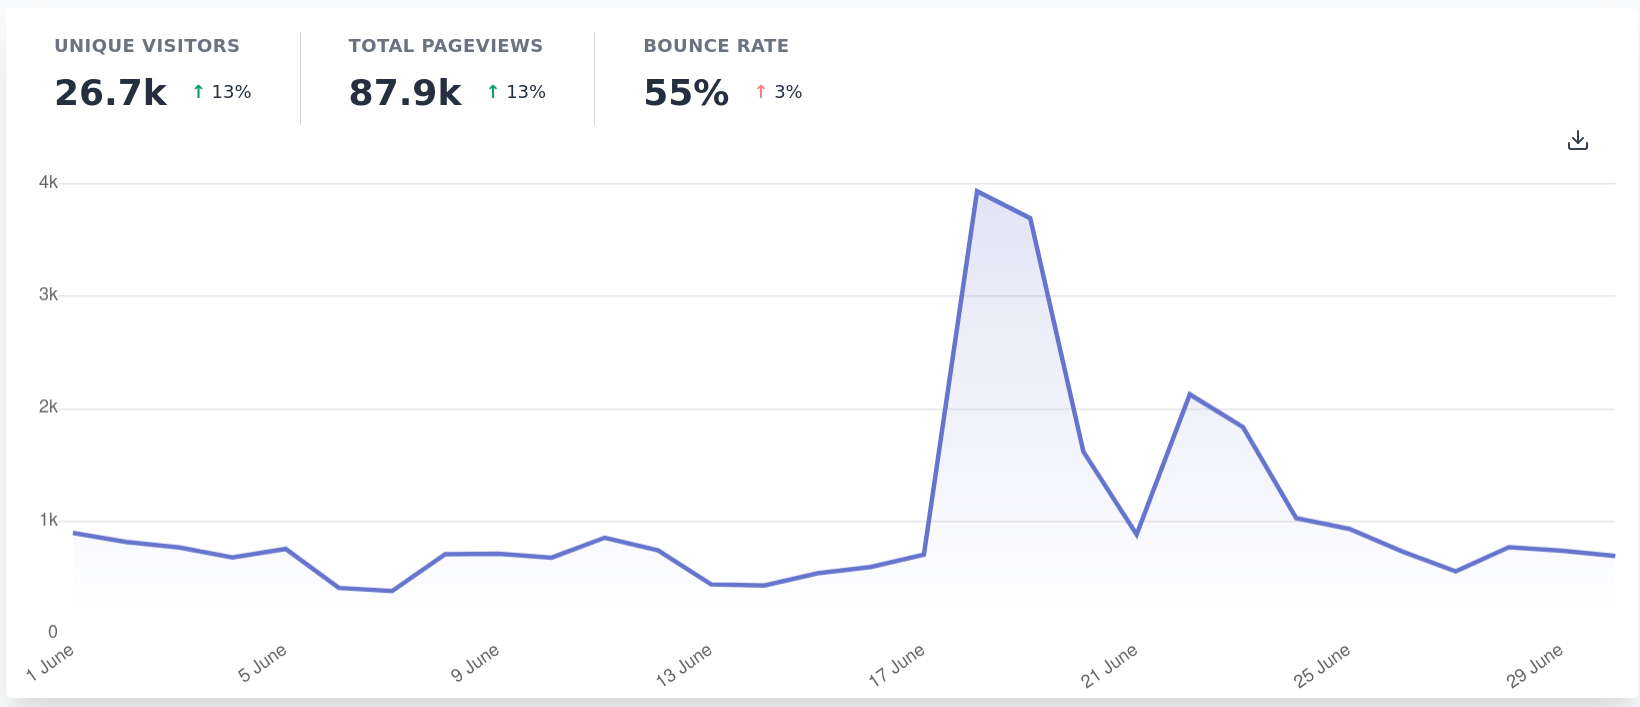 UNIQUE VISITORS
26.7k ↑ 13%
TOTAL PAGEVIEWS
87.9k ↑ 13%
BOUNCE RATE
55% ↑ 3%
4k
3k
2k
1k
0
1 June
5 June
9 June
13 June
17 June
21 June
25 June
29 June